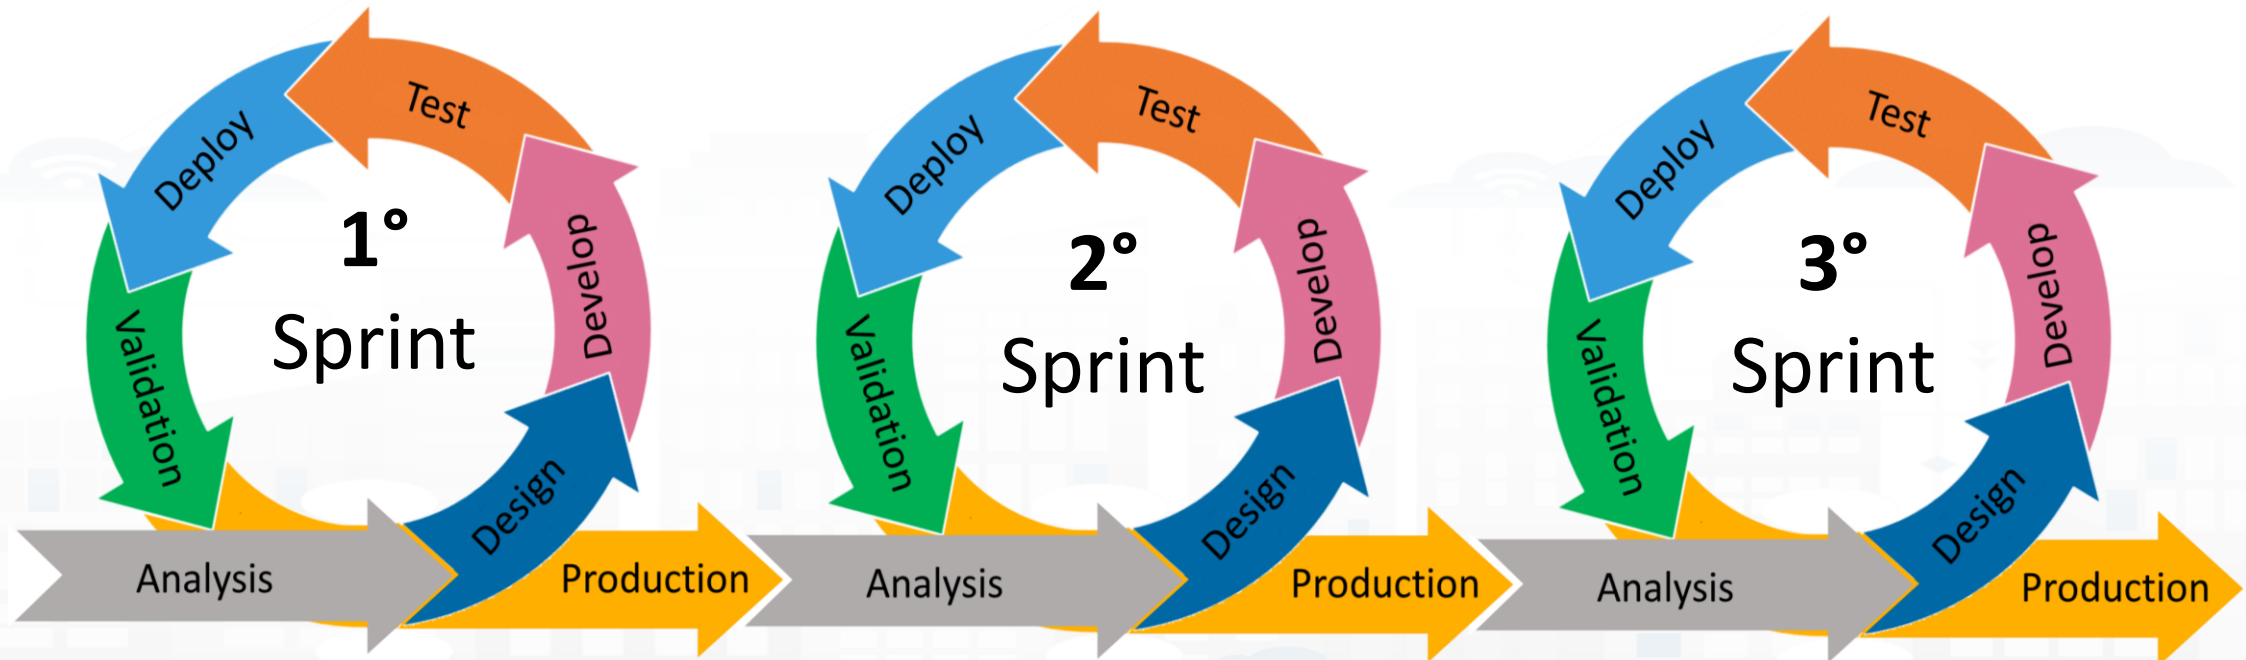 Test
Deploy
1°
Sprint
Develop
Validation
Design
Analysis
Production
Test
Deploy
2°
Sprint
Develop
Validation
Design
Analysis
Production
Test
Deploy
3°
Sprint
Develop
Validation
Design
Analysis
Production